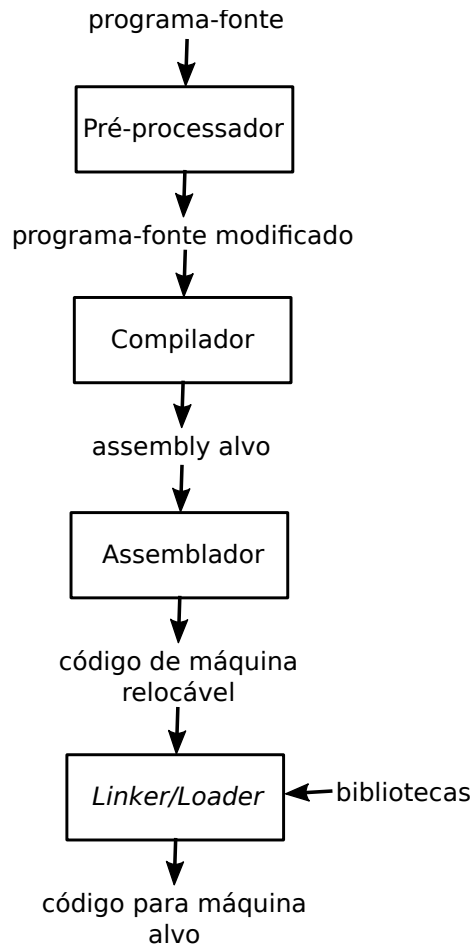 programa-fonte
Pré-processador
programa-fonte modificado
Compilador
assembly alvo
Assemblador
código de máquina
relocável
Linker/Loader
bibliotecas
código para máquina
alvo